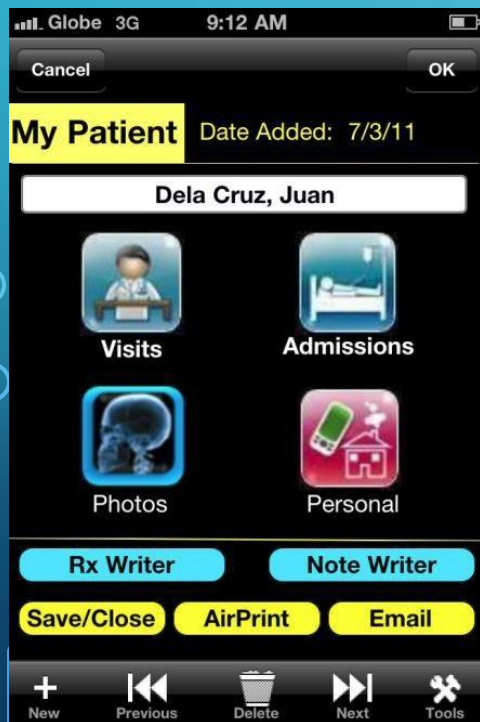 Globe 3G 9:12 AM
Cancel OK
My Patient Date Added: 7/3/11
Dela Cruz, Juan
Visits Admissions
Photos Personal
Rx Writer Note Writer
Save/Close AirPrint Email
New Previous Delete Next Tools